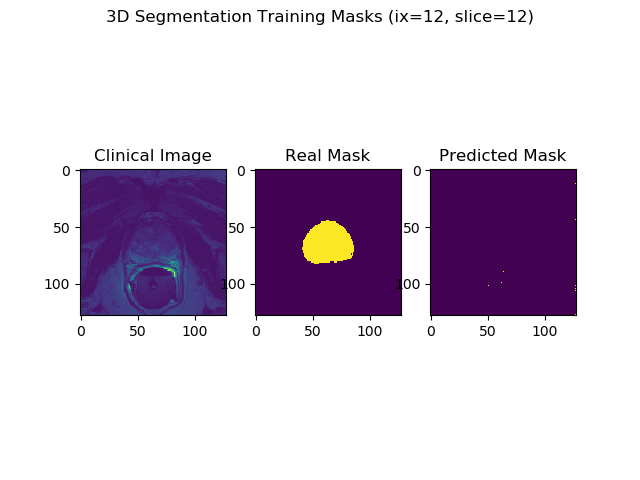 3D Segmentation Training Masks (ix=12, slice=12)
Clinical Image Real Mask Predicted Mask
0 0 0
50 50 50
100 100 100
0 50 100 0 50 100 0 50 100